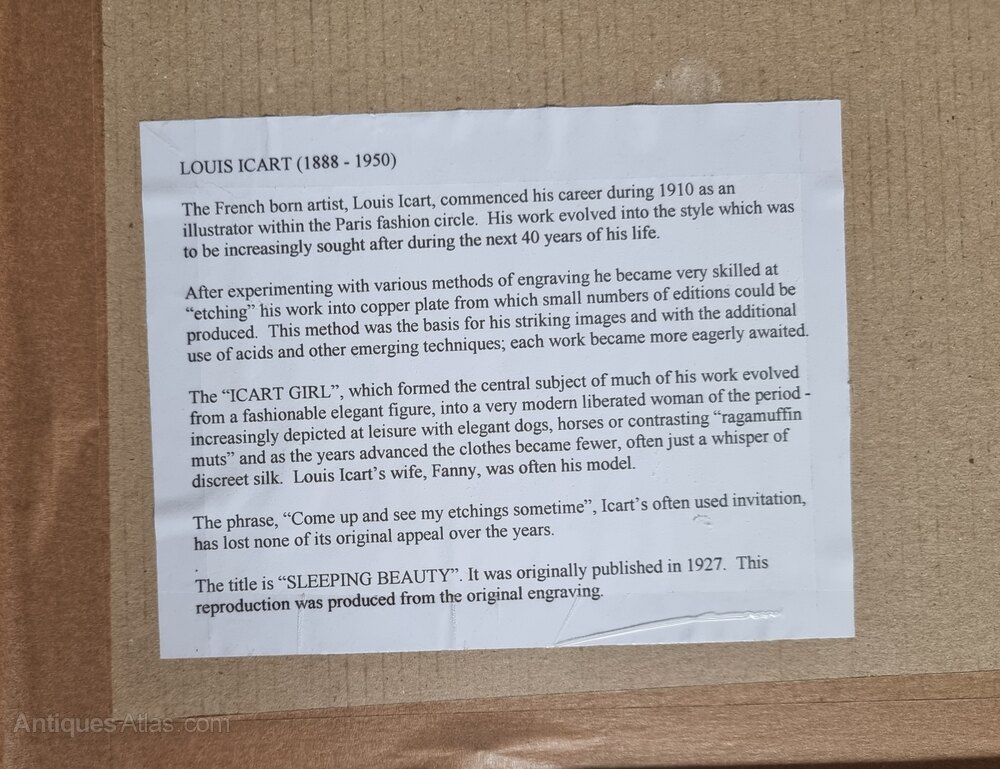 LOUIS ICART (1888 - 1950)
The French born artist, Louis Icart, commenced his career during 1910 as an
illustrator within the Paris fashion circle.  His work evolved into the style which was
to be increasingly sought after during the next 40 years of his life.
After experimenting with various methods of engraving he became very skilled at
“etching” his work into copper plate from which small numbers of editions could be
produced.  This method was the basis for his striking images and with the additional
use of acids and other emerging techniques; each work became more eagerly awaited.
The “ICART GIRL”, which formed the central subject of much of his work evolved
from a fashionable elegant figure, into a very modern liberated woman of the period -
increasingly depicted at leisure with elegant dogs, horses or contrasting “ragamuffin
muts” and as the years advanced the clothes became fewer, often just a whisper of
discreet silk.  Louis Icart’s wife, Fanny, was often his model.
The phrase, “Come up and see my etchings sometime”, Icart’s often used invitation,
has lost none of its original appeal over the years.
.
The title is “SLEEPING BEAUTY”. It was originally published in 1927.  This
reproduction was produced from the original engraving.
Antiques-Atlas.com